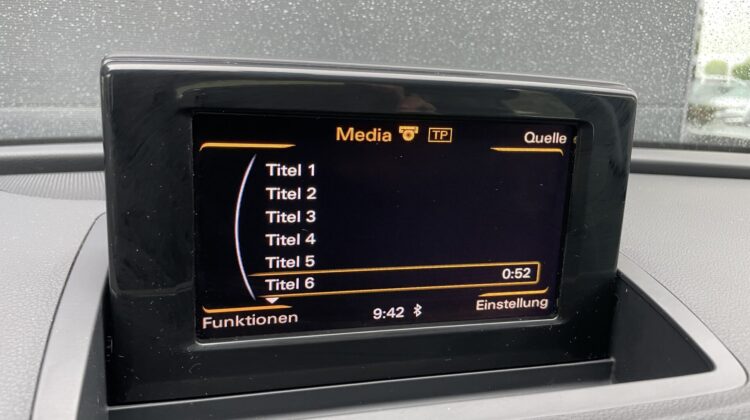 Media TP Quelle
Titel 1
Titel 2
Titel 3
Titel 4
Titel 5
Titel 6 0:52
Funktionen 9:42 Einstellung